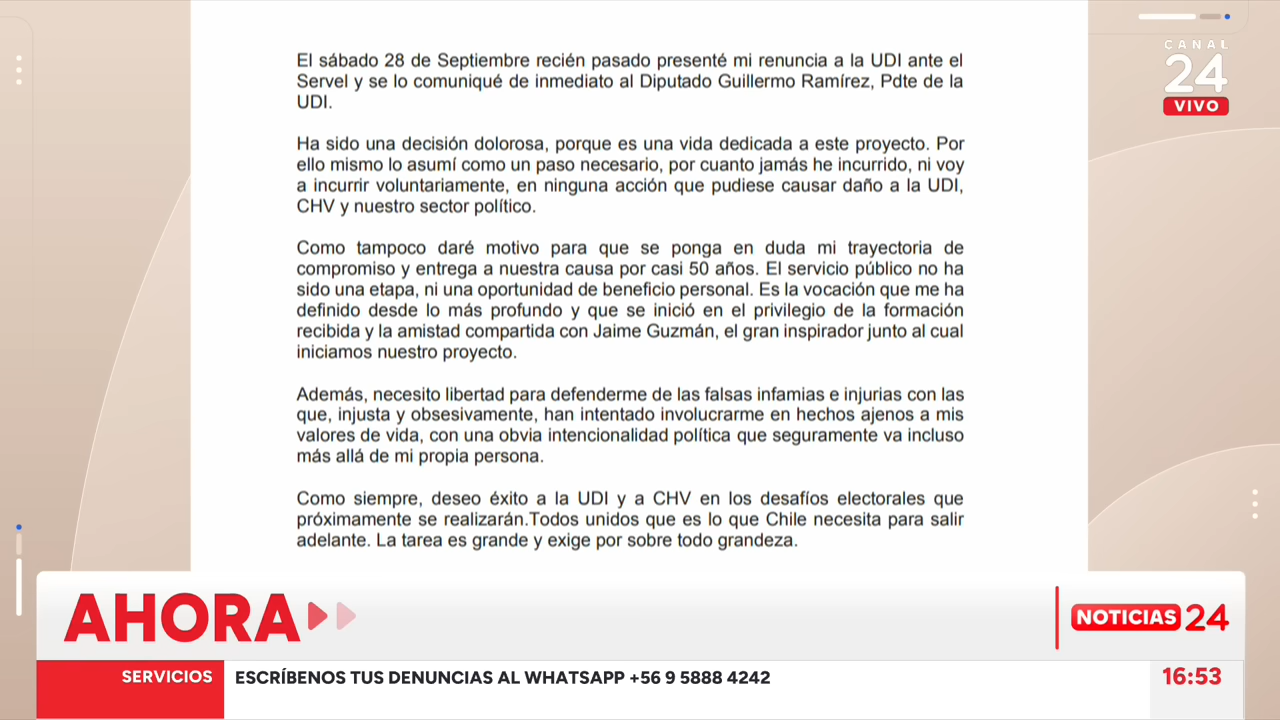 El sábado 28 de Septiembre recién pasado presenté mi renuncia a la UDI ante el
Servel y se lo comuniqué de inmediato al Diputado Guillermo Ramírez, Pdte de la
UDI.
Ha sido una decisión dolorosa, porque es una vida dedicada a este proyecto. Por
ello mismo lo asumí como un paso necesario, por cuanto jamás he incurrido, ni voy
a incurrir voluntariamente, en ninguna acción que pudiese causar daño a la UDI,
CHV y nuestro sector político.
Como tampoco daré motivo para que se ponga en duda mi trayectoria de
compromiso y entrega a nuestra causa por casi 50 años. El servicio público no ha
sido una etapa, ni una oportunidad de beneficio personal. Es la vocación que me ha
definido desde lo más profundo y que se inició en el privilegio de la formación
recibida y la amistad compartida con Jaime Guzmán, el gran inspirador junto al cual
iniciamos nuestro proyecto.
Además, necesito libertad para defenderme de las falsas infamias e injurias con las
que, injusta y obsesivamente, han intentado involucrarme en hechos ajenos a mis
valores de vida, con una obvia intencionalidad política que seguramente va incluso
más allá de mi propia persona.
Como siempre, deseo éxito a la UDI y a CHV en los desafíos electorales que
próximamente se realizarán.Todos unidos que es lo que Chile necesita para salir
adelante. La tarea es grande y exige por sobre todo grandeza.
CANAL
24
VIVO
AHORA
NOTICIAS 24
SERVICIOS
ESCRÍBENOS TUS DENUNCIAS AL WHATSAPP +56 9 5888 4242
16:53